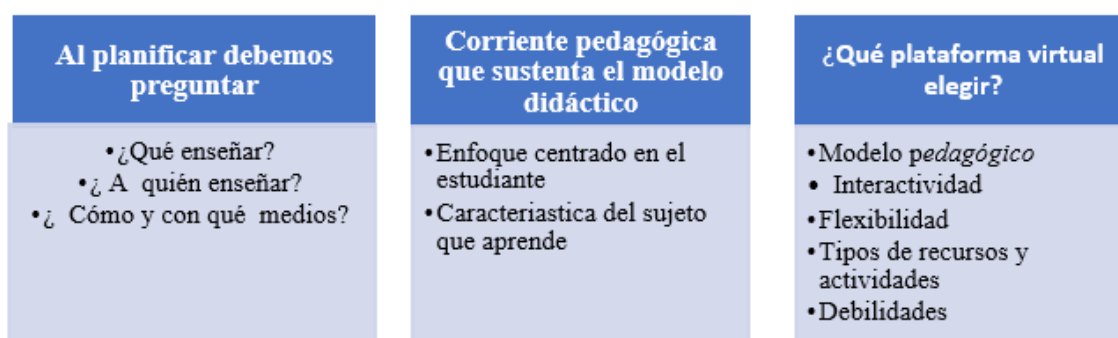 Al planificar debemos
preguntar
•¿Qué enseñar?
•¿ A quién enseñar?
•¿ Cómo y con qué medios?
Corriente pedagógica
que sustenta el modelo
didáctico
•Enfoque centrado en el
estudiante
•Caracteriastica del sujeto
que aprende
¿Qué plataforma virtual
elegir?
•Modelo pedagógico
• Interactividad
•Flexibilidad
•Tipos de recursos y
actividades
•Debilidades